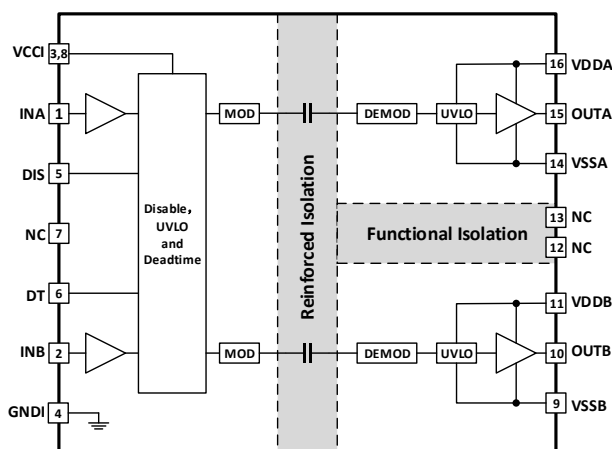 VCCI 3,8
16 VDDA
INA 1
MOD
DEMOD
UVLO
15 OUTA
14 VSSA
DIS 5
Disable,
UVLO
and
Deadtime
Reinforced Isolation
Functional Isolation
13 NC
NC 7
12 NC
DT 6
11 VDDB
INB 2
MOD
DEMOD
UVLO
10 OUTB
GNDI 4
9 VSSB